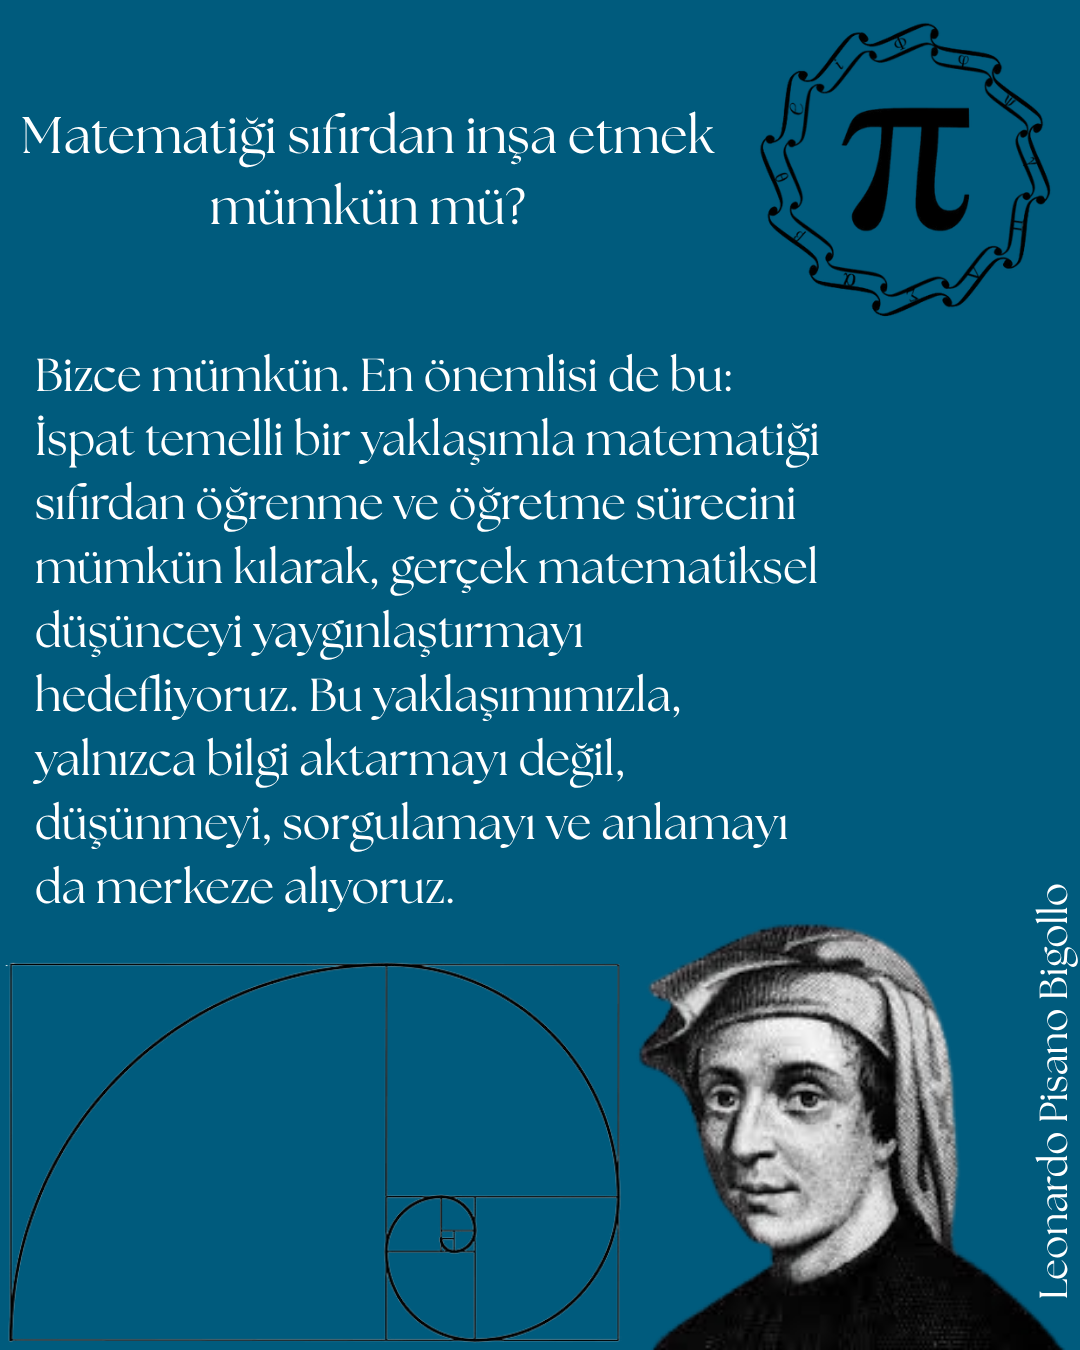 Matematiği sıfırdan inşa etmek
mümkün mü?
π
Bizce mümkün. En önemlisi de bu:
İspat temelli bir yaklaşımla matematiği
sıfırdan öğrenme ve öğretme sürecini
mümkün kılarak, gerçek matematiksel
düşünceyi yaygınlaştırmayı
hedefliyoruz. Bu yaklaşımımızla,
yalnızca bilgi aktarmayı değil,
düşünmeyi, sorgulamayı ve anlamayı
da merkeze alıyoruz.
Leonardo Pisano Bigollo